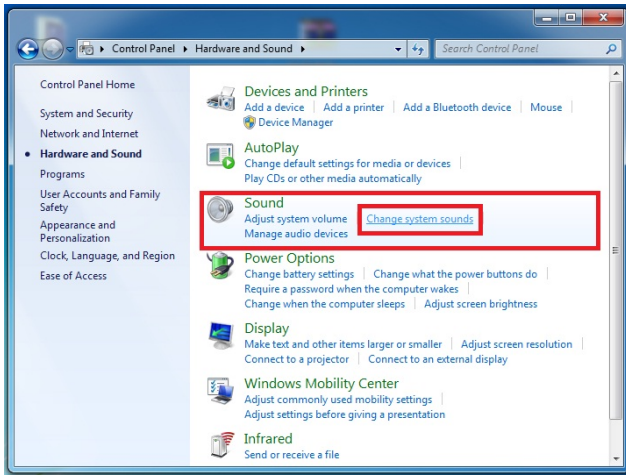 Control Panel Hardware and Sound Search Control Panel
Control Panel Home
System and Security
Network and Internet
Hardware and Sound
Programs
User Accounts and Family
Safety
Appearance and
Personalization
Clock, Language, and Region
Ease of Access
Devices and Printers
Add a device Add a printer Add a Bluetooth device Mouse
Device Manager
AutoPlay
Change default settings for media or devices
Play CDs or other media automatically
Sound
Adjust system volume Change system sounds
Manage audio devices
Power Options
Change battery settings Change what the power buttons do
Require a password when the computer wakes
Change when the computer sleeps Adjust screen brightness
Display
Make text and other items larger or smaller Adjust screen resolution
Connect to a projector Connect to an external display
Windows Mobility Center
Adjust commonly used mobility settings
Adjust settings before giving a presentation
Infrared
Send or receive a file